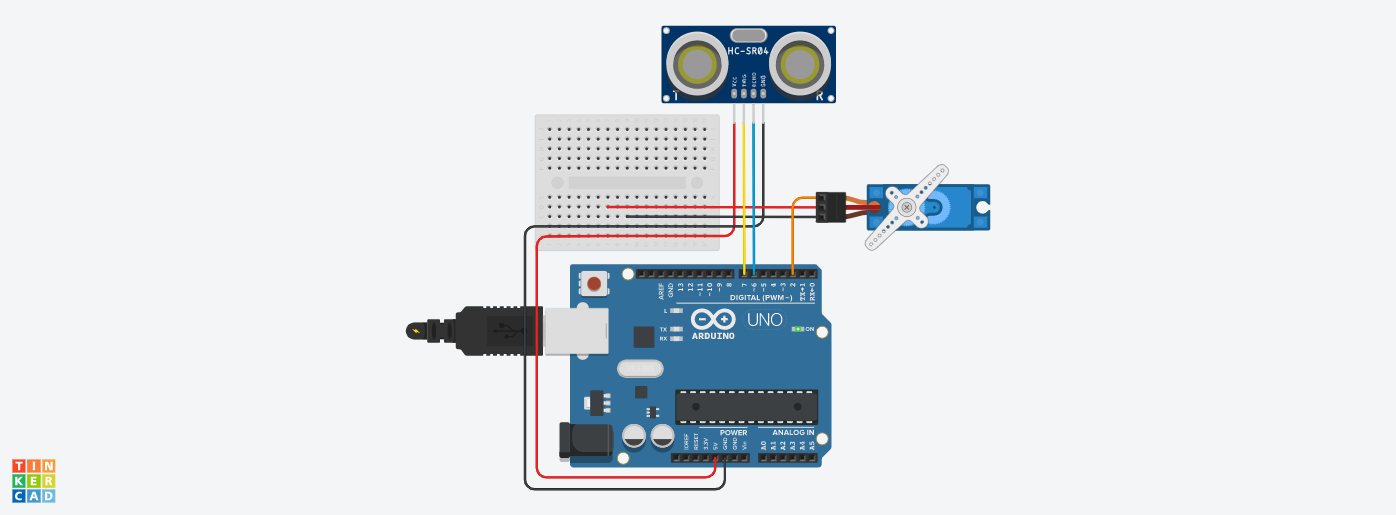 HC-SR04
VCC
TRIG
ECHO
GND
T
R
AREF
GND
13
12
~11
~10
~9
8
7
~6
~5
4
~3
2
TX→1
RX←0
DIGITAL (PWM~)
L
TX
RX
UNO
ARDUINO
ON
POWER
ANALOG IN
IOREF
RESET
3.3V
5V
GND
GND
Vin
A0
A1
A2
A3
A4
A5
TIN
KER
CAD